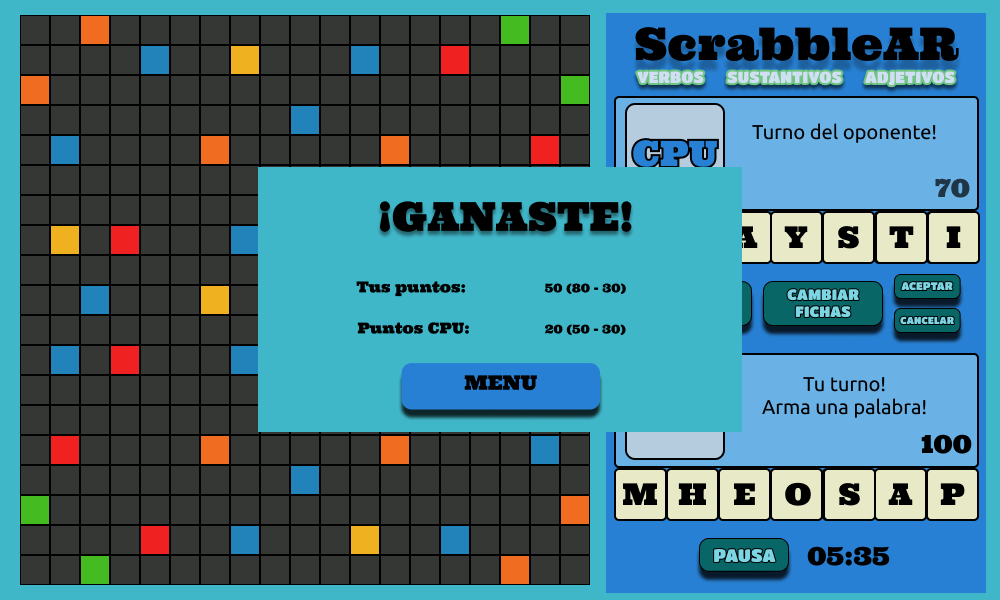 ScrabbleAR
VERBOS SUSTANTIVOS ADJETIVOS
CPU
Turno del oponente!
70
A Y S T I
¡GANASTE!
Tus puntos: 50 (80 - 30)
Puntos CPU: 20 (50 - 30)
MENU
CAMBIAR
FICHAS
ACEPTAR
CANCELAR
Tu turno!
Arma una palabra!
100
M H E O S A P
PAUSA 05:35